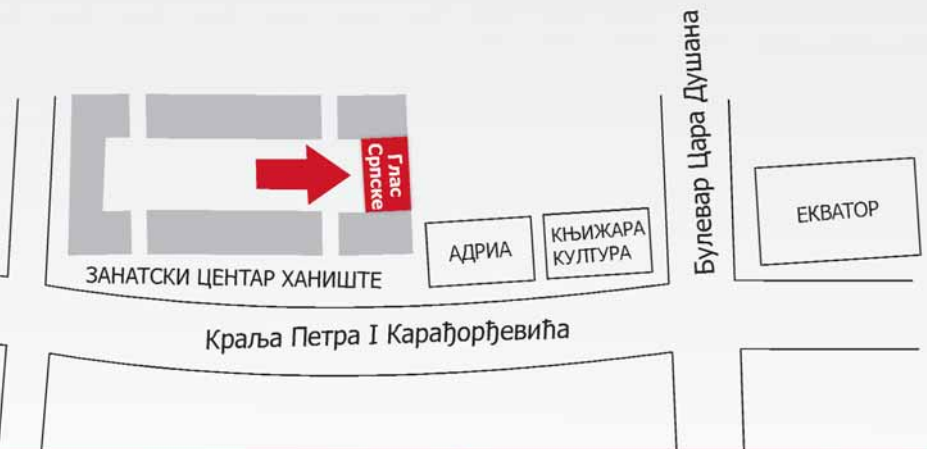 Булевар Цара Душана
Глас
Српске
ЕКВАТОР
АДРИА
КЊИЖАРА
КУЛТУРА
ЗАНАТСКИ ЦЕНТАР ХАНИШТЕ
Краља Петра I Карађорђевића